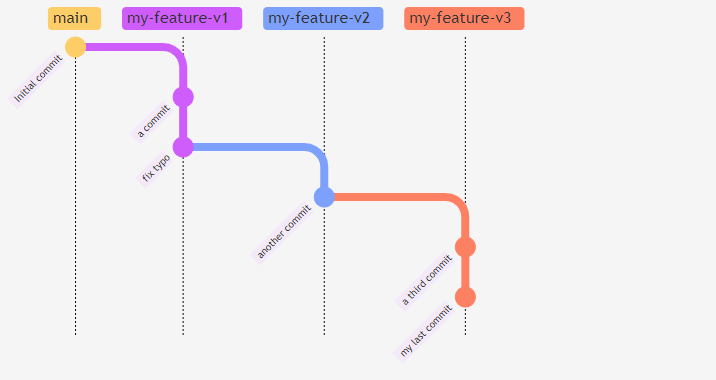 main
my-feature-v1
my-feature-v2
my-feature-v3
Initial commit
a commit
fix typo
another commit
a third commit
my last commit